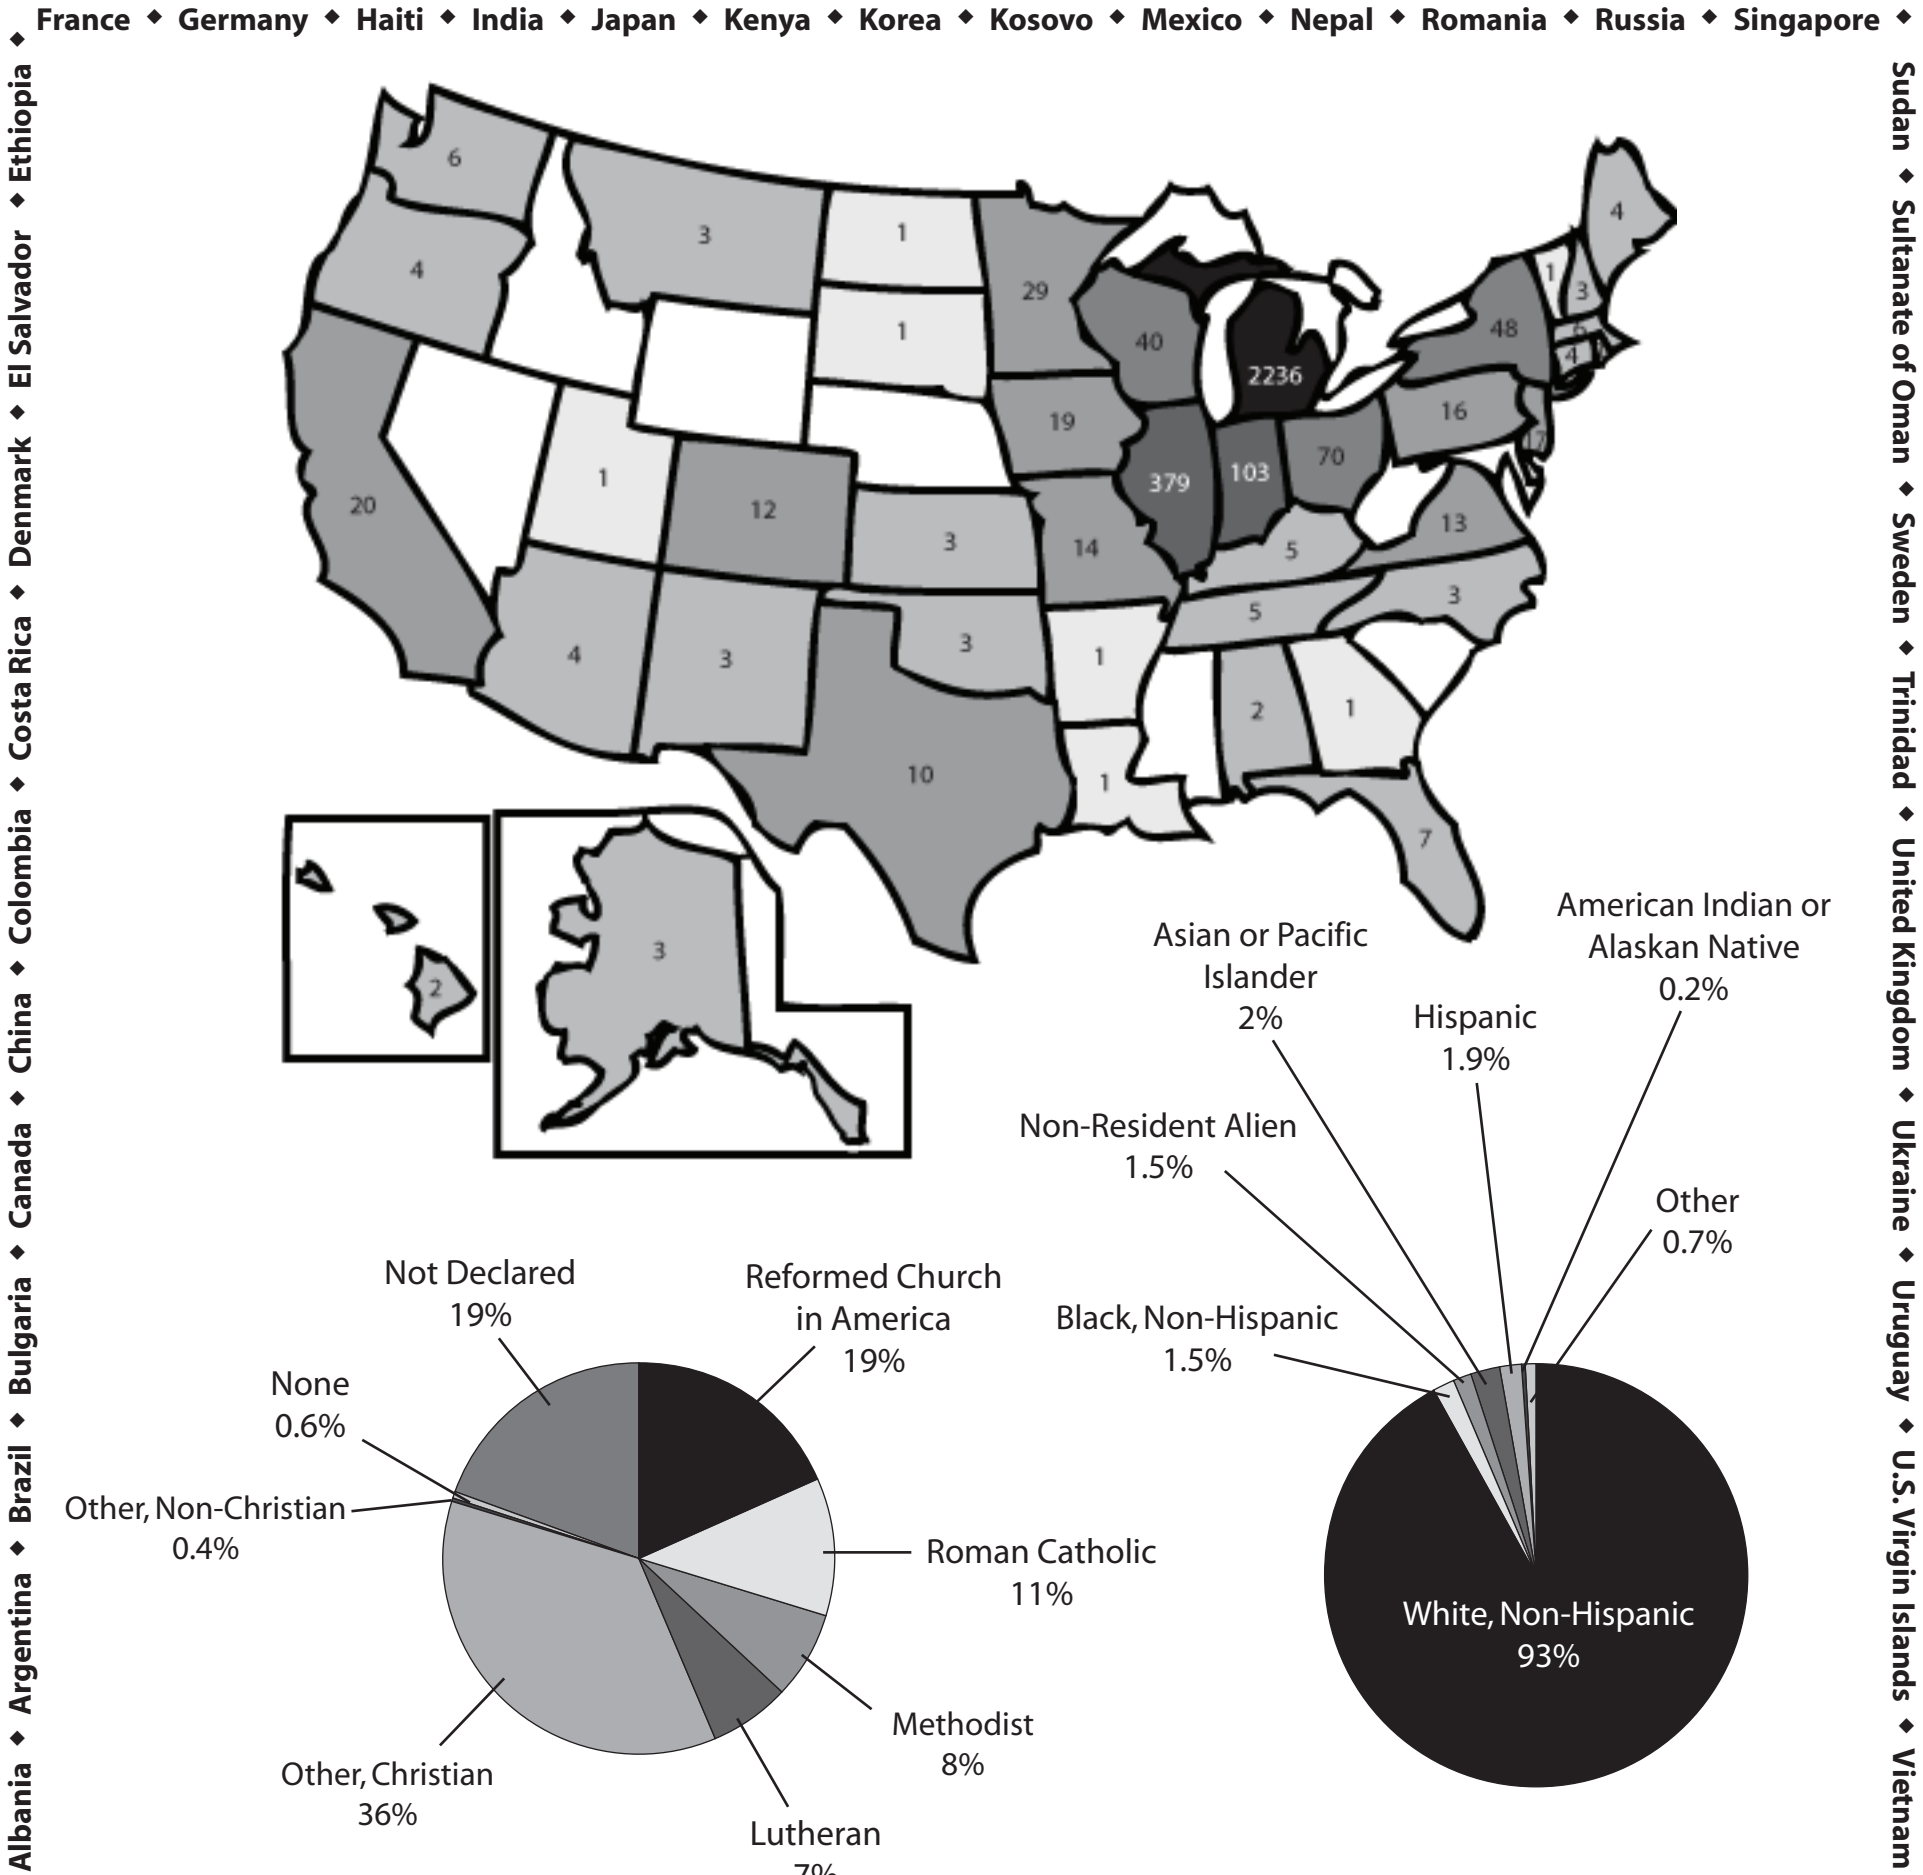 France ◆ Germany ◆ Haiti ◆ India ◆ Japan ◆ Kenya ◆ Korea ◆ Kosovo ◆ Mexico ◆ Nepal ◆ Romania ◆ Russia ◆ Singapore ◆
Albania ◆ Argentina ◆ Brazil ◆ Bulgaria ◆ Canada ◆ China ◆ Colombia ◆ Costa Rica ◆ Denmark ◆ El Salvador ◆ Ethiopia ◆
Sudan ◆ Sultanate of Oman ◆ Sweden ◆ Trinidad ◆ United Kingdom ◆ Ukraine ◆ Uruguay ◆ U.S. Virgin Islands ◆ Vietnam
6
4
3
1
29
4
1
3
48
6
4
1
40
2236
16
17
19
20
1
12
379
103
70
13
3
14
5
3
5
4
3
3
1
2
1
10
1
7
2
3
Asian or Pacific
Islander
2%
American Indian or
Alaskan Native
0.2%
Hispanic
1.9%
Non-Resident Alien
1.5%
Other
0.7%
Black, Non-Hispanic
1.5%
White, Non-Hispanic
93%
Not Declared
19%
Reformed Church
in America
19%
None
0.6%
Other, Non-Christian
0.4%
Roman Catholic
11%
Methodist
8%
Other, Christian
36%
Lutheran
7%